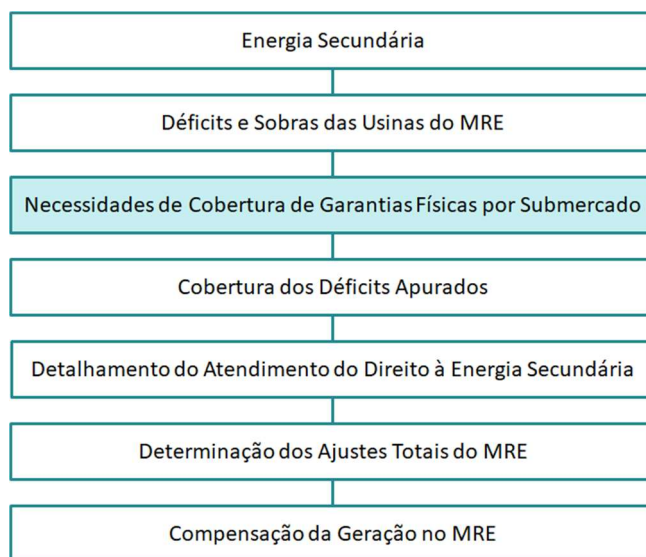 Energia Secundária
Déficits e Sobras das Usinas do MRE
Necessidades de Cobertura de Garantias Físicas por Submercado
Cobertura dos Déficits Apurados
Detalhamento do Atendimento do Direito à Energia Secundária
Determinação dos Ajustes Totais do MRE
Compensação da Geração no MRE